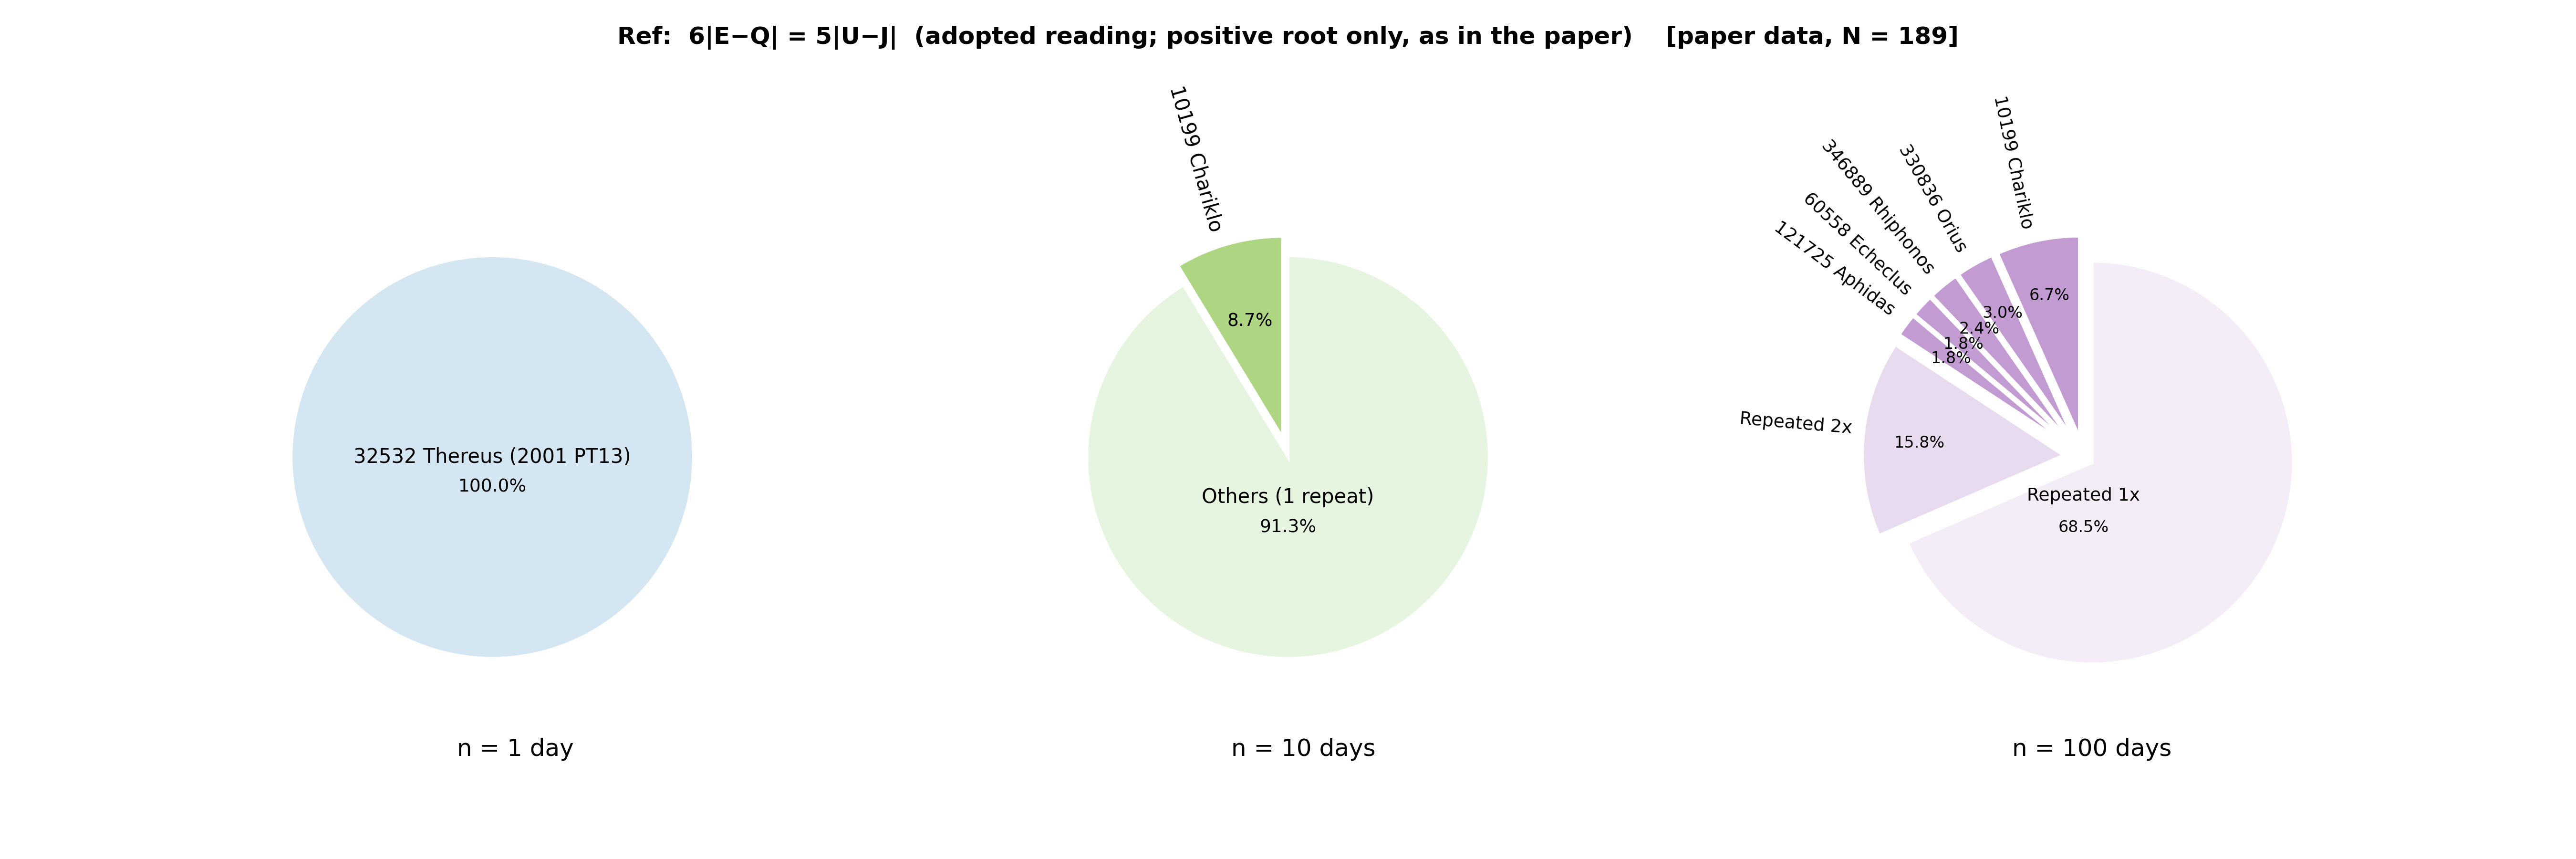 Ref:  6|E−Q| = 5|U−J|  (adopted reading; positive root only, as in the paper)    [paper data, N = 189]
32532 Thereus (2001 PT13)
100.0%
n = 1 day
10199 Chariklo
8.7%
Others (1 repeat)
91.3%
n = 10 days
10199 Chariklo
6.7%
330836 Orius
3.0%
346889 Rhiphonos
2.4%
60558 Echeclus
1.8%
121725 Aphidas
1.8%
Repeated 2x
15.8%
Repeated 1x
68.5%
n = 100 days